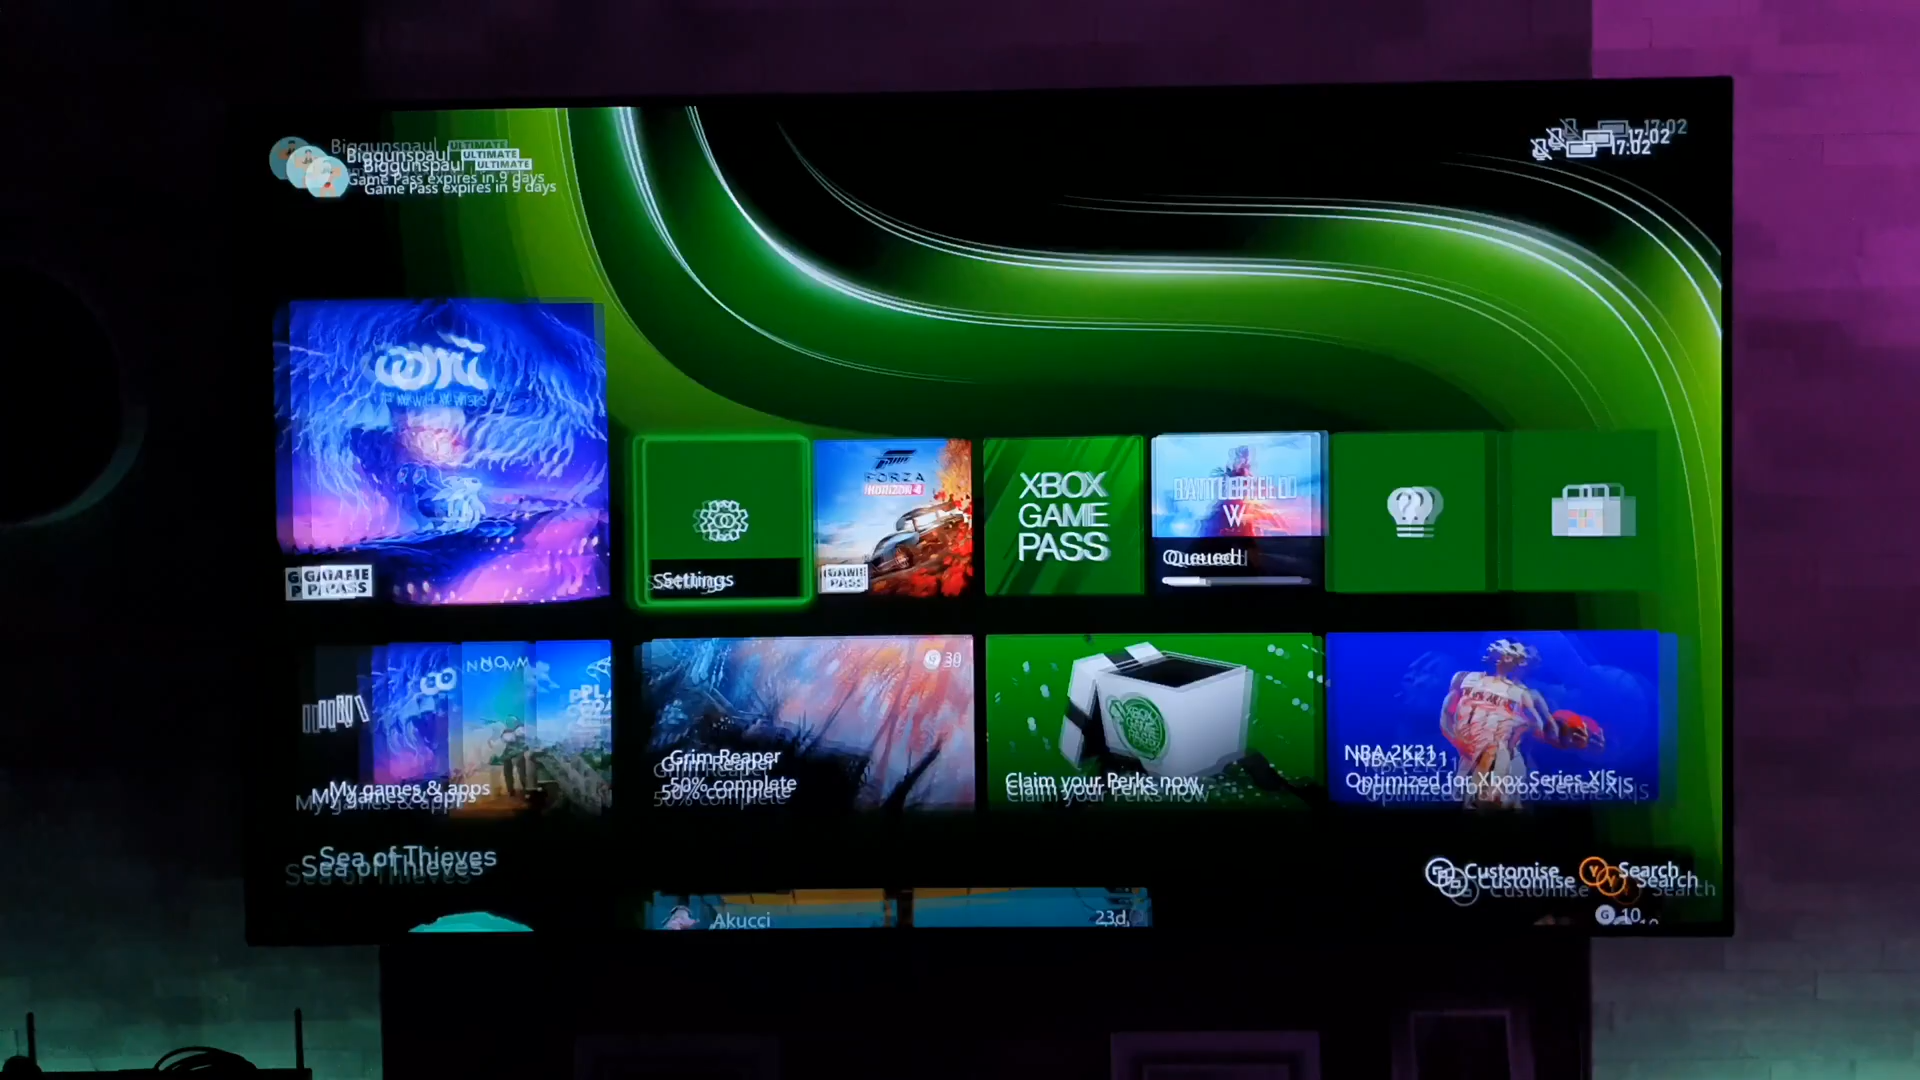 Biggunspaul ULTIMATE
Game Pass expires in 9 days
17:02
ori
GAME PASS
Settings
FORZA
HORIZON 4
GAME PASS
XBOX
GAME
PASS
BATTLEFIELD
V
Queued
My games & apps
30
Grim Reaper
50% complete
Claim your Perks now
NBA 2K21
Optimized for Xbox Series X|S
Sea of Thieves
Customise
Y
Search
Akucci
23d
G 10